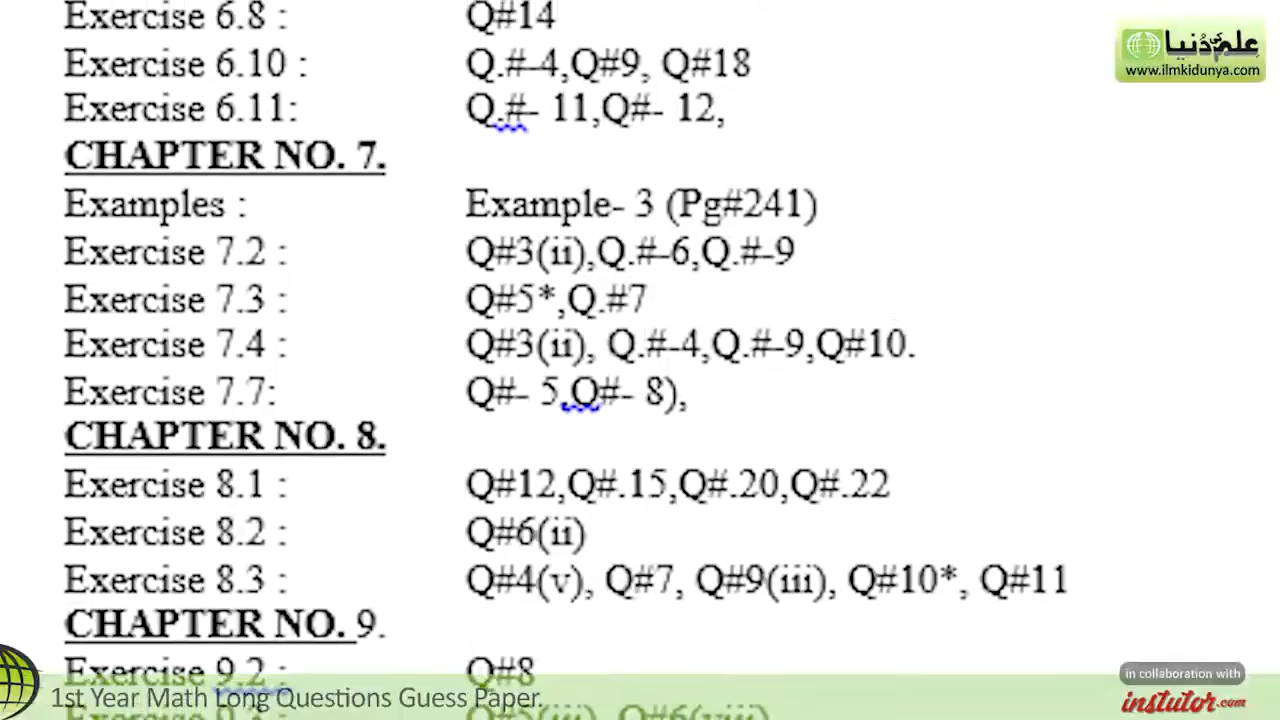 Exercise 6.8 : Q#14
علم کی دُنیا
www.ilmkidunya.com
Exercise 6.10 : Q.#-4,Q#9, Q#18
Exercise 6.11: Q.#- 11,Q#- 12,
CHAPTER NO. 7.
Examples : Example- 3 (Pg#241)
Exercise 7.2 : Q#3(ii),Q.#-6,Q.#-9
Exercise 7.3 : Q#5*,Q.#7
Exercise 7.4 : Q#3(ii), Q.#-4,Q.#-9,Q#10.
Exercise 7.7: Q#- 5,Q#- 8),
CHAPTER NO. 8.
Exercise 8.1 : Q#12,Q#.15,Q#.20,Q#.22
Exercise 8.2 : Q#6(ii)
Exercise 8.3 : Q#4(v), Q#7, Q#9(iii), Q#10*, Q#11
CHAPTER NO. 9.
Exercise 9.2 : Q#8
in collaboration with
instutor.com
1st Year Math Long Questions Guess Paper.